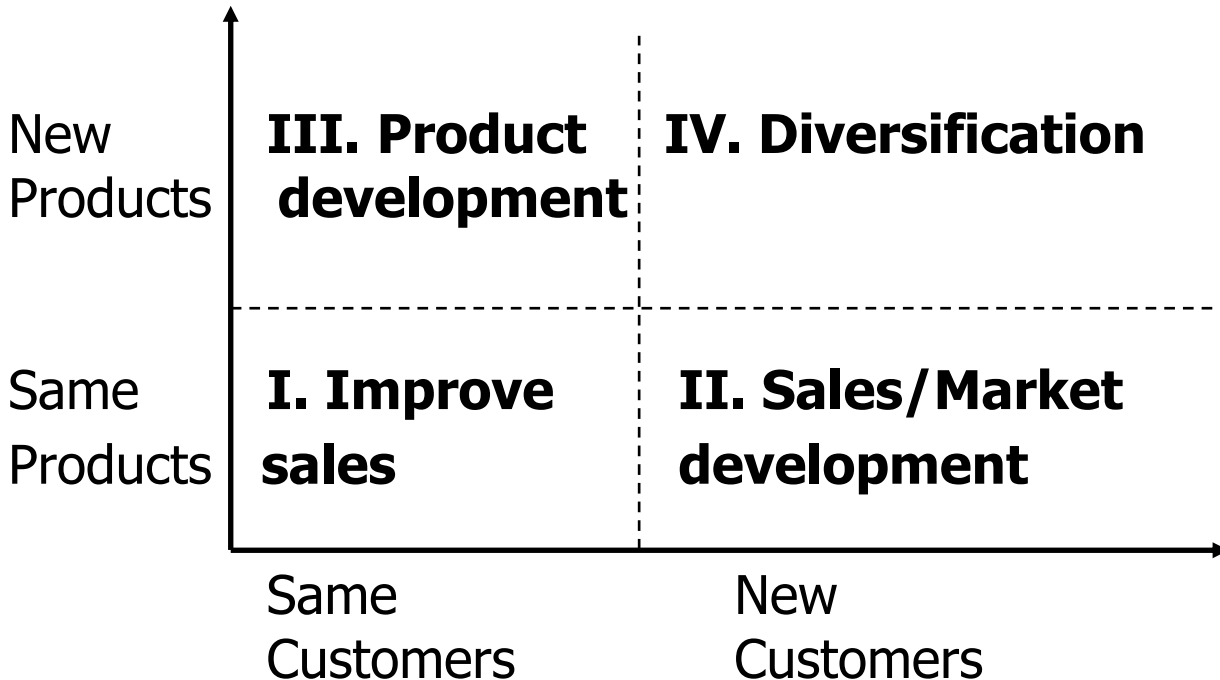 New
Products
III. Product
development
IV. Diversification
Same
Products
I. Improve
sales
II. Sales/Market
development
Same
Customers
New
Customers